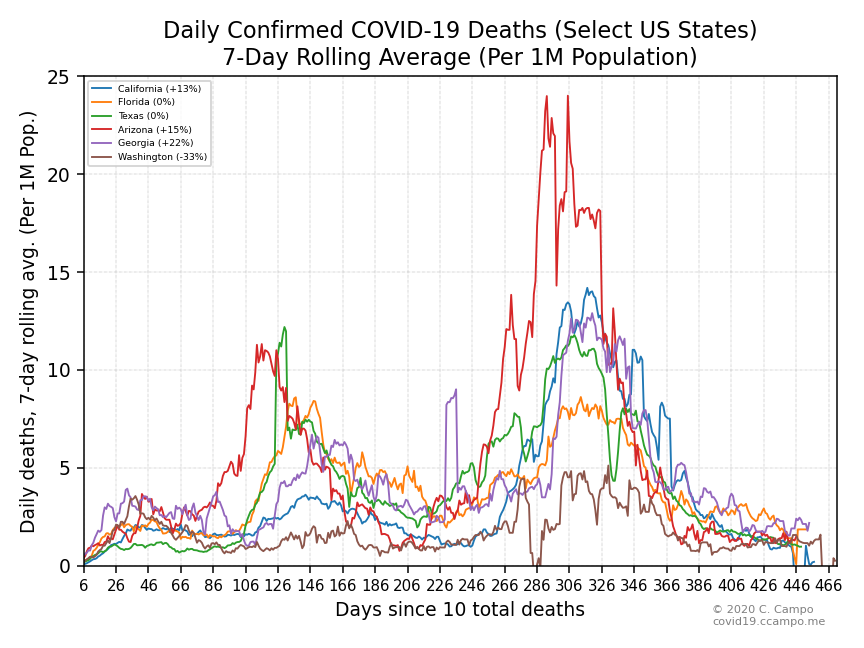 Daily Confirmed COVID-19 Deaths (Select US States)
7-Day Rolling Average (Per 1M Population)
Daily deaths, 7-day rolling avg. (Per 1M Pop.)
25
20
15
10
5
0
California (+13%)
Florida (0%)
Texas (0%)
Arizona (+15%)
Georgia (+22%)
Washington (-33%)
6 26 46 66 86 106 126 146 166 186 206 226 246 266 286 306 326 346 366 386 406 426 446 466
Days since 10 total deaths
© 2020 C. Campo
covid19.ccampo.me